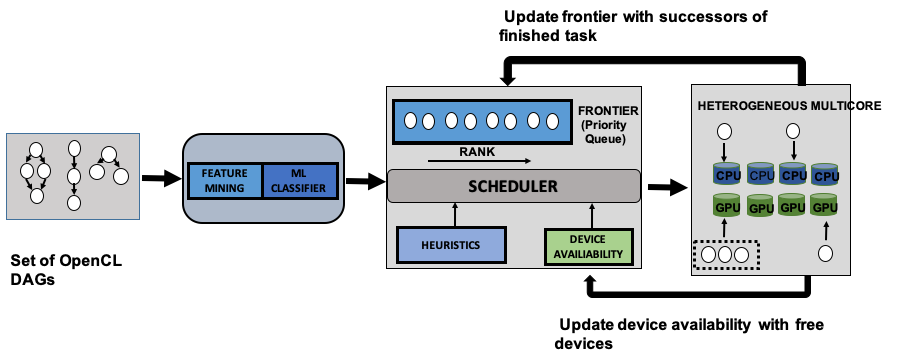 Update frontier with successors of
finished task
HETEROGENEOUS MULTICORE
FRONTIER
(Priority
Queue)
RANK
FEATURE
MINING
ML
CLASSIFIER
SCHEDULER
CPU CPU CPU CPU
GPU GPU GPU GPU
HEURISTICS
DEVICE
AVAILIABILITY
Set of OpenCL
DAGs
Update device availability with free
devices